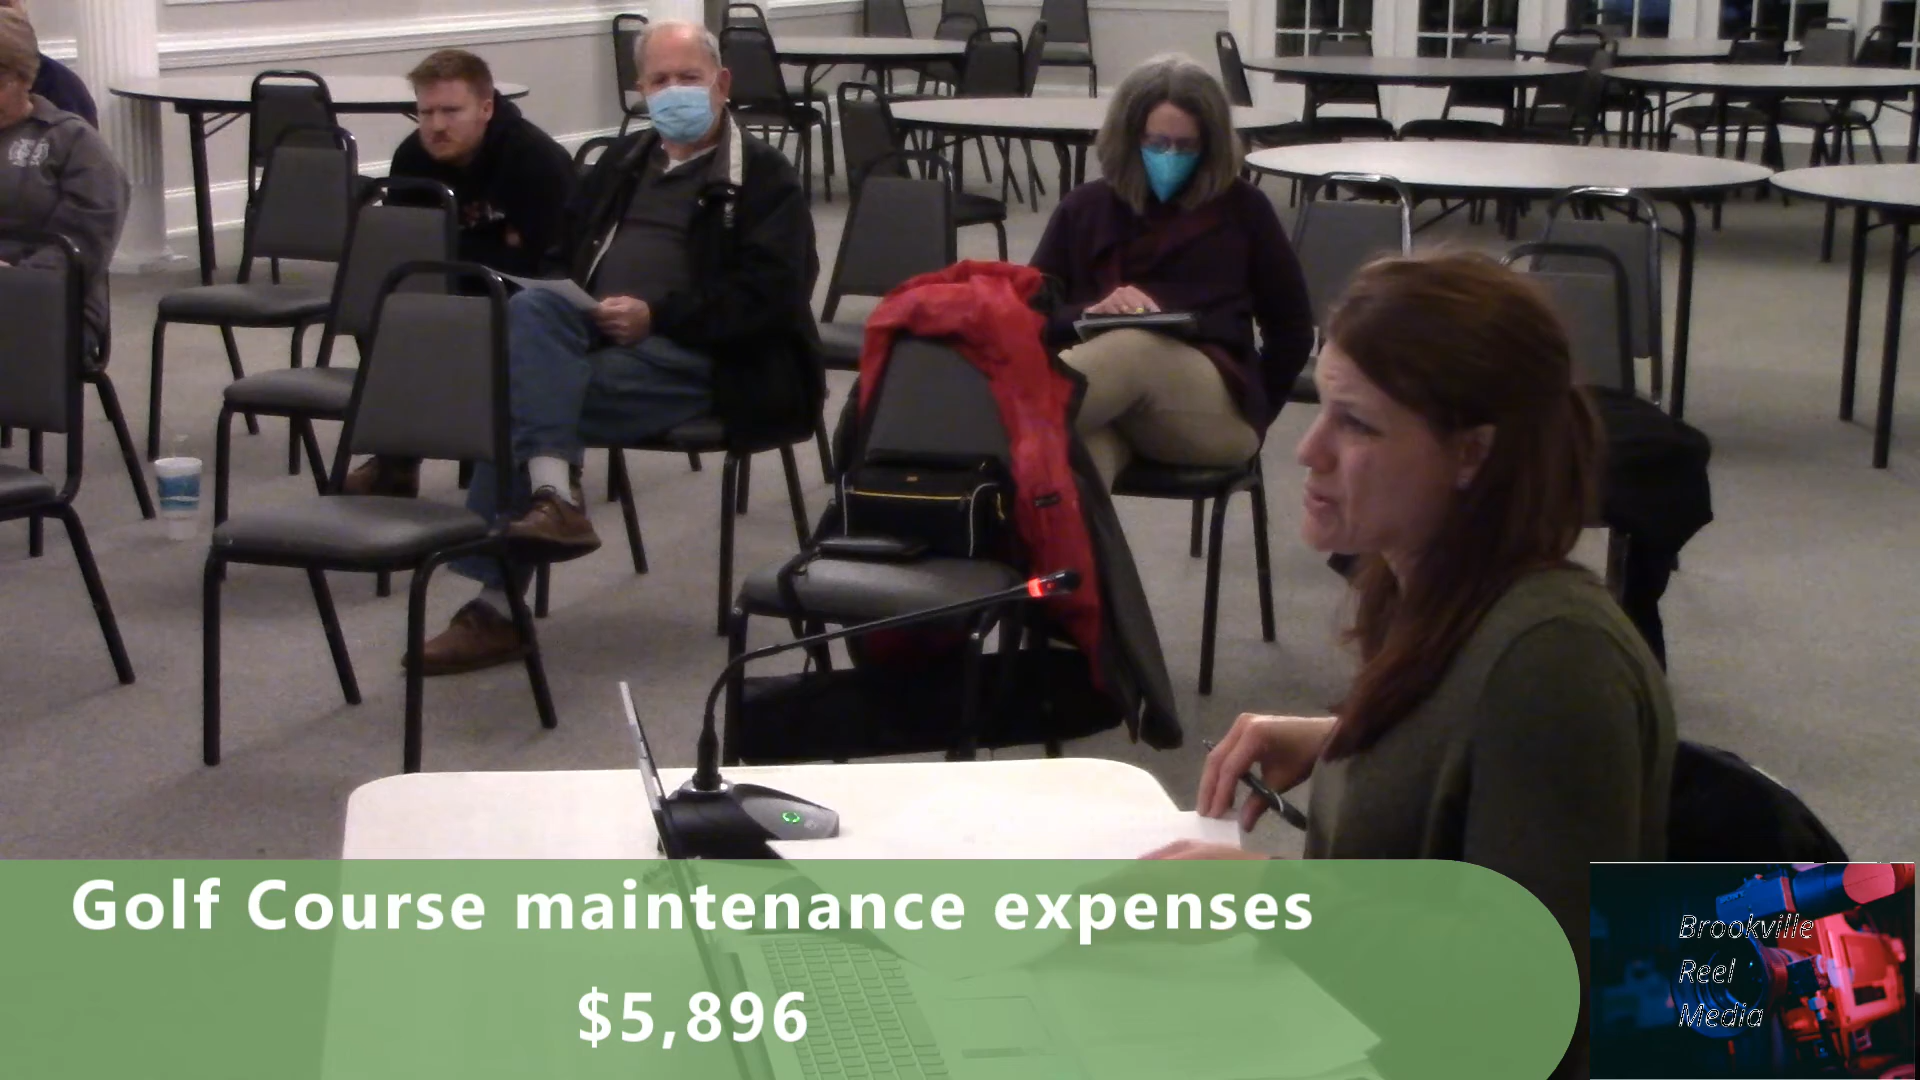 Golf Course maintenance expenses
$5,896
Brookville
Reel
Media